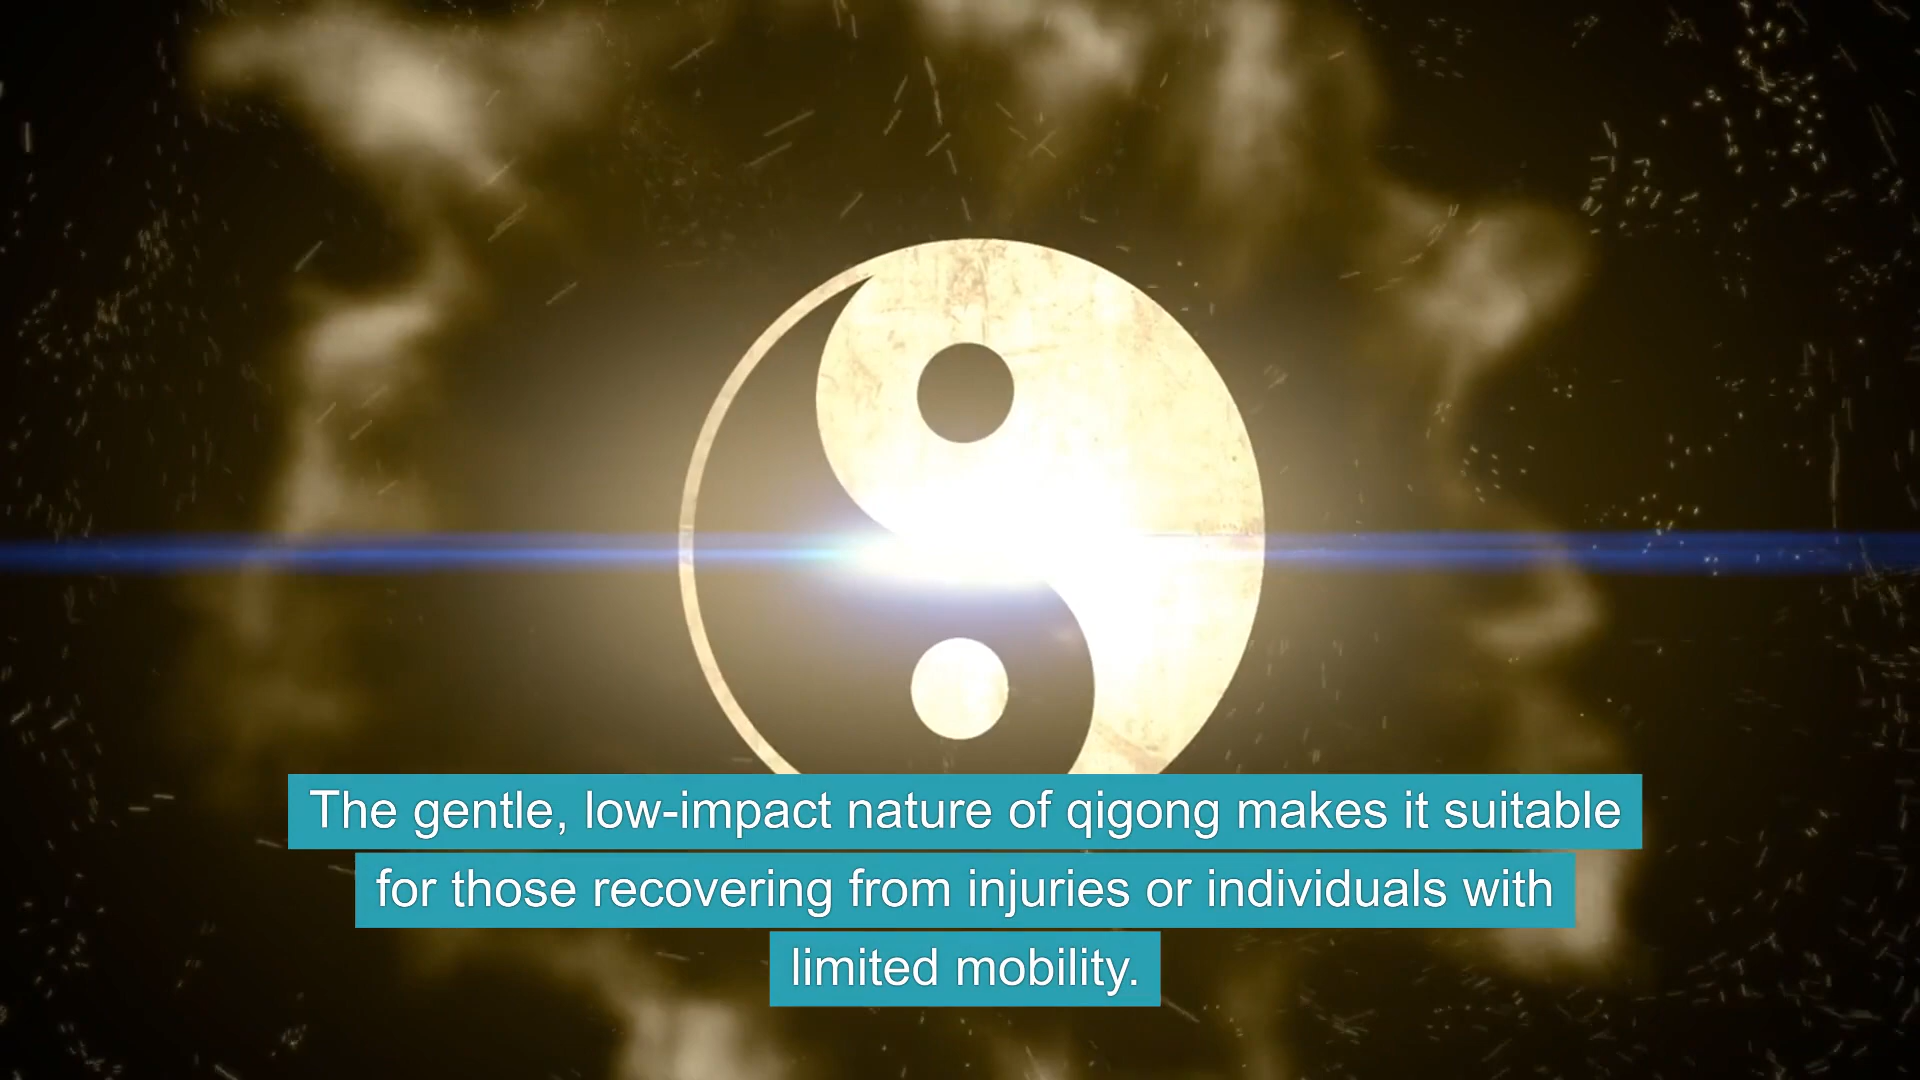 The gentle, low-impact nature of qigong makes it suitable
for those recovering from injuries or individuals with
limited mobility.